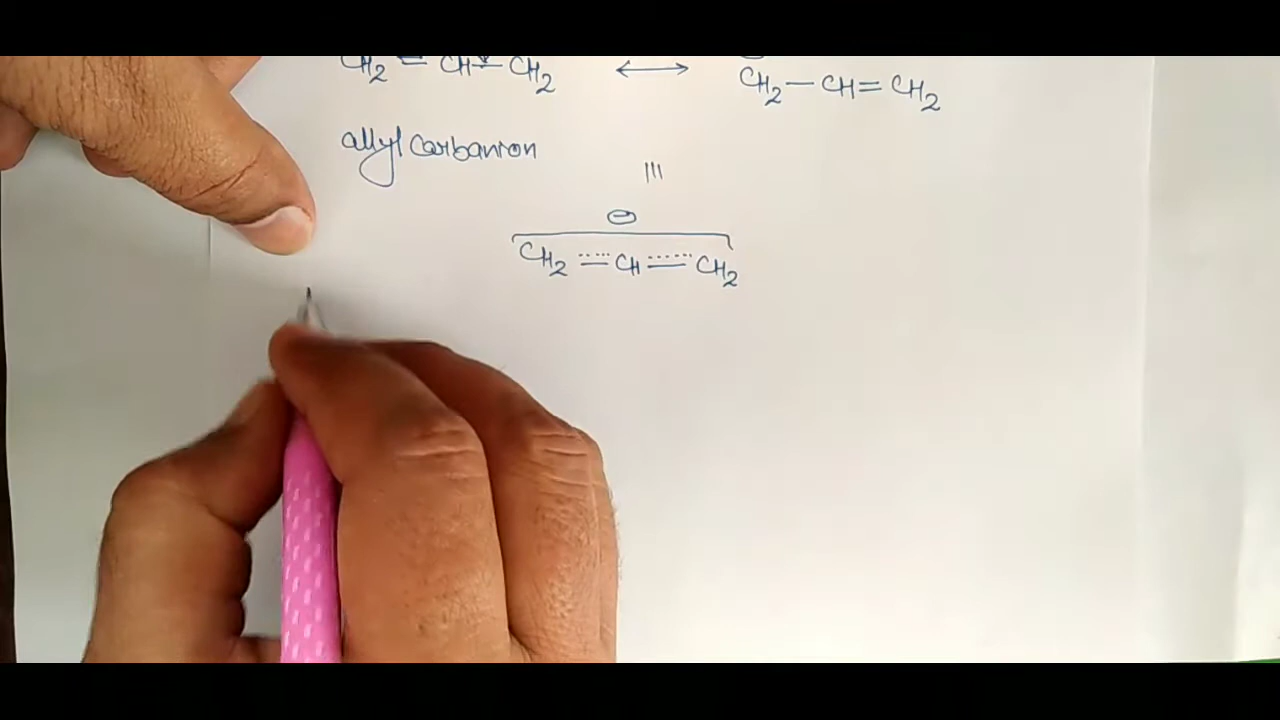 CH2 = CH - CH2 ⟷ CH2 - CH = CH2
allyl carbanion
|||
⊖
CH2 ⋯ CH ⋯ CH2